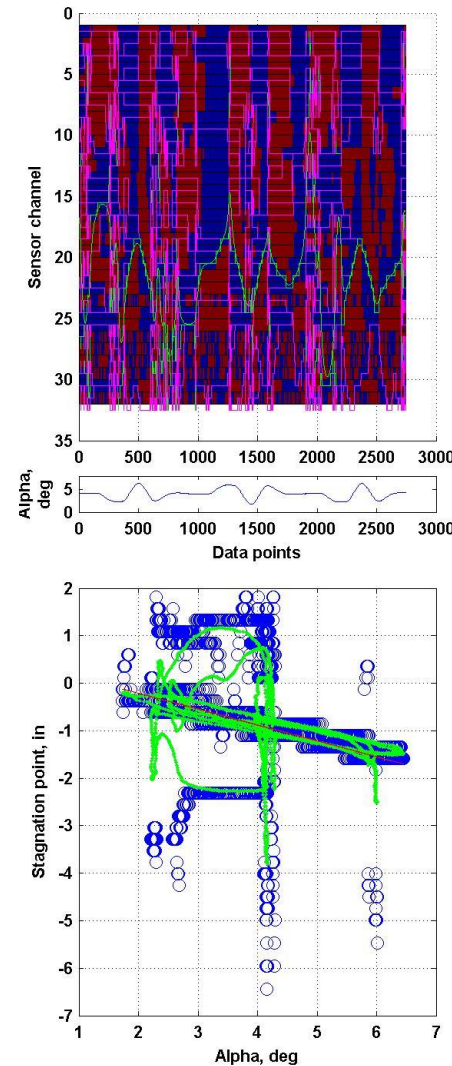 0
5
10
15
20
25
30
35
Sensor channel
0 500 1000 1500 2000 2500 3000
Alpha,
deg
5
0
0 500 1000 1500 2000 2500 3000
Data points
2
1
0
-1
-2
-3
-4
-5
-6
-7
Stagnation point, in
1 2 3 4 5 6 7
Alpha, deg